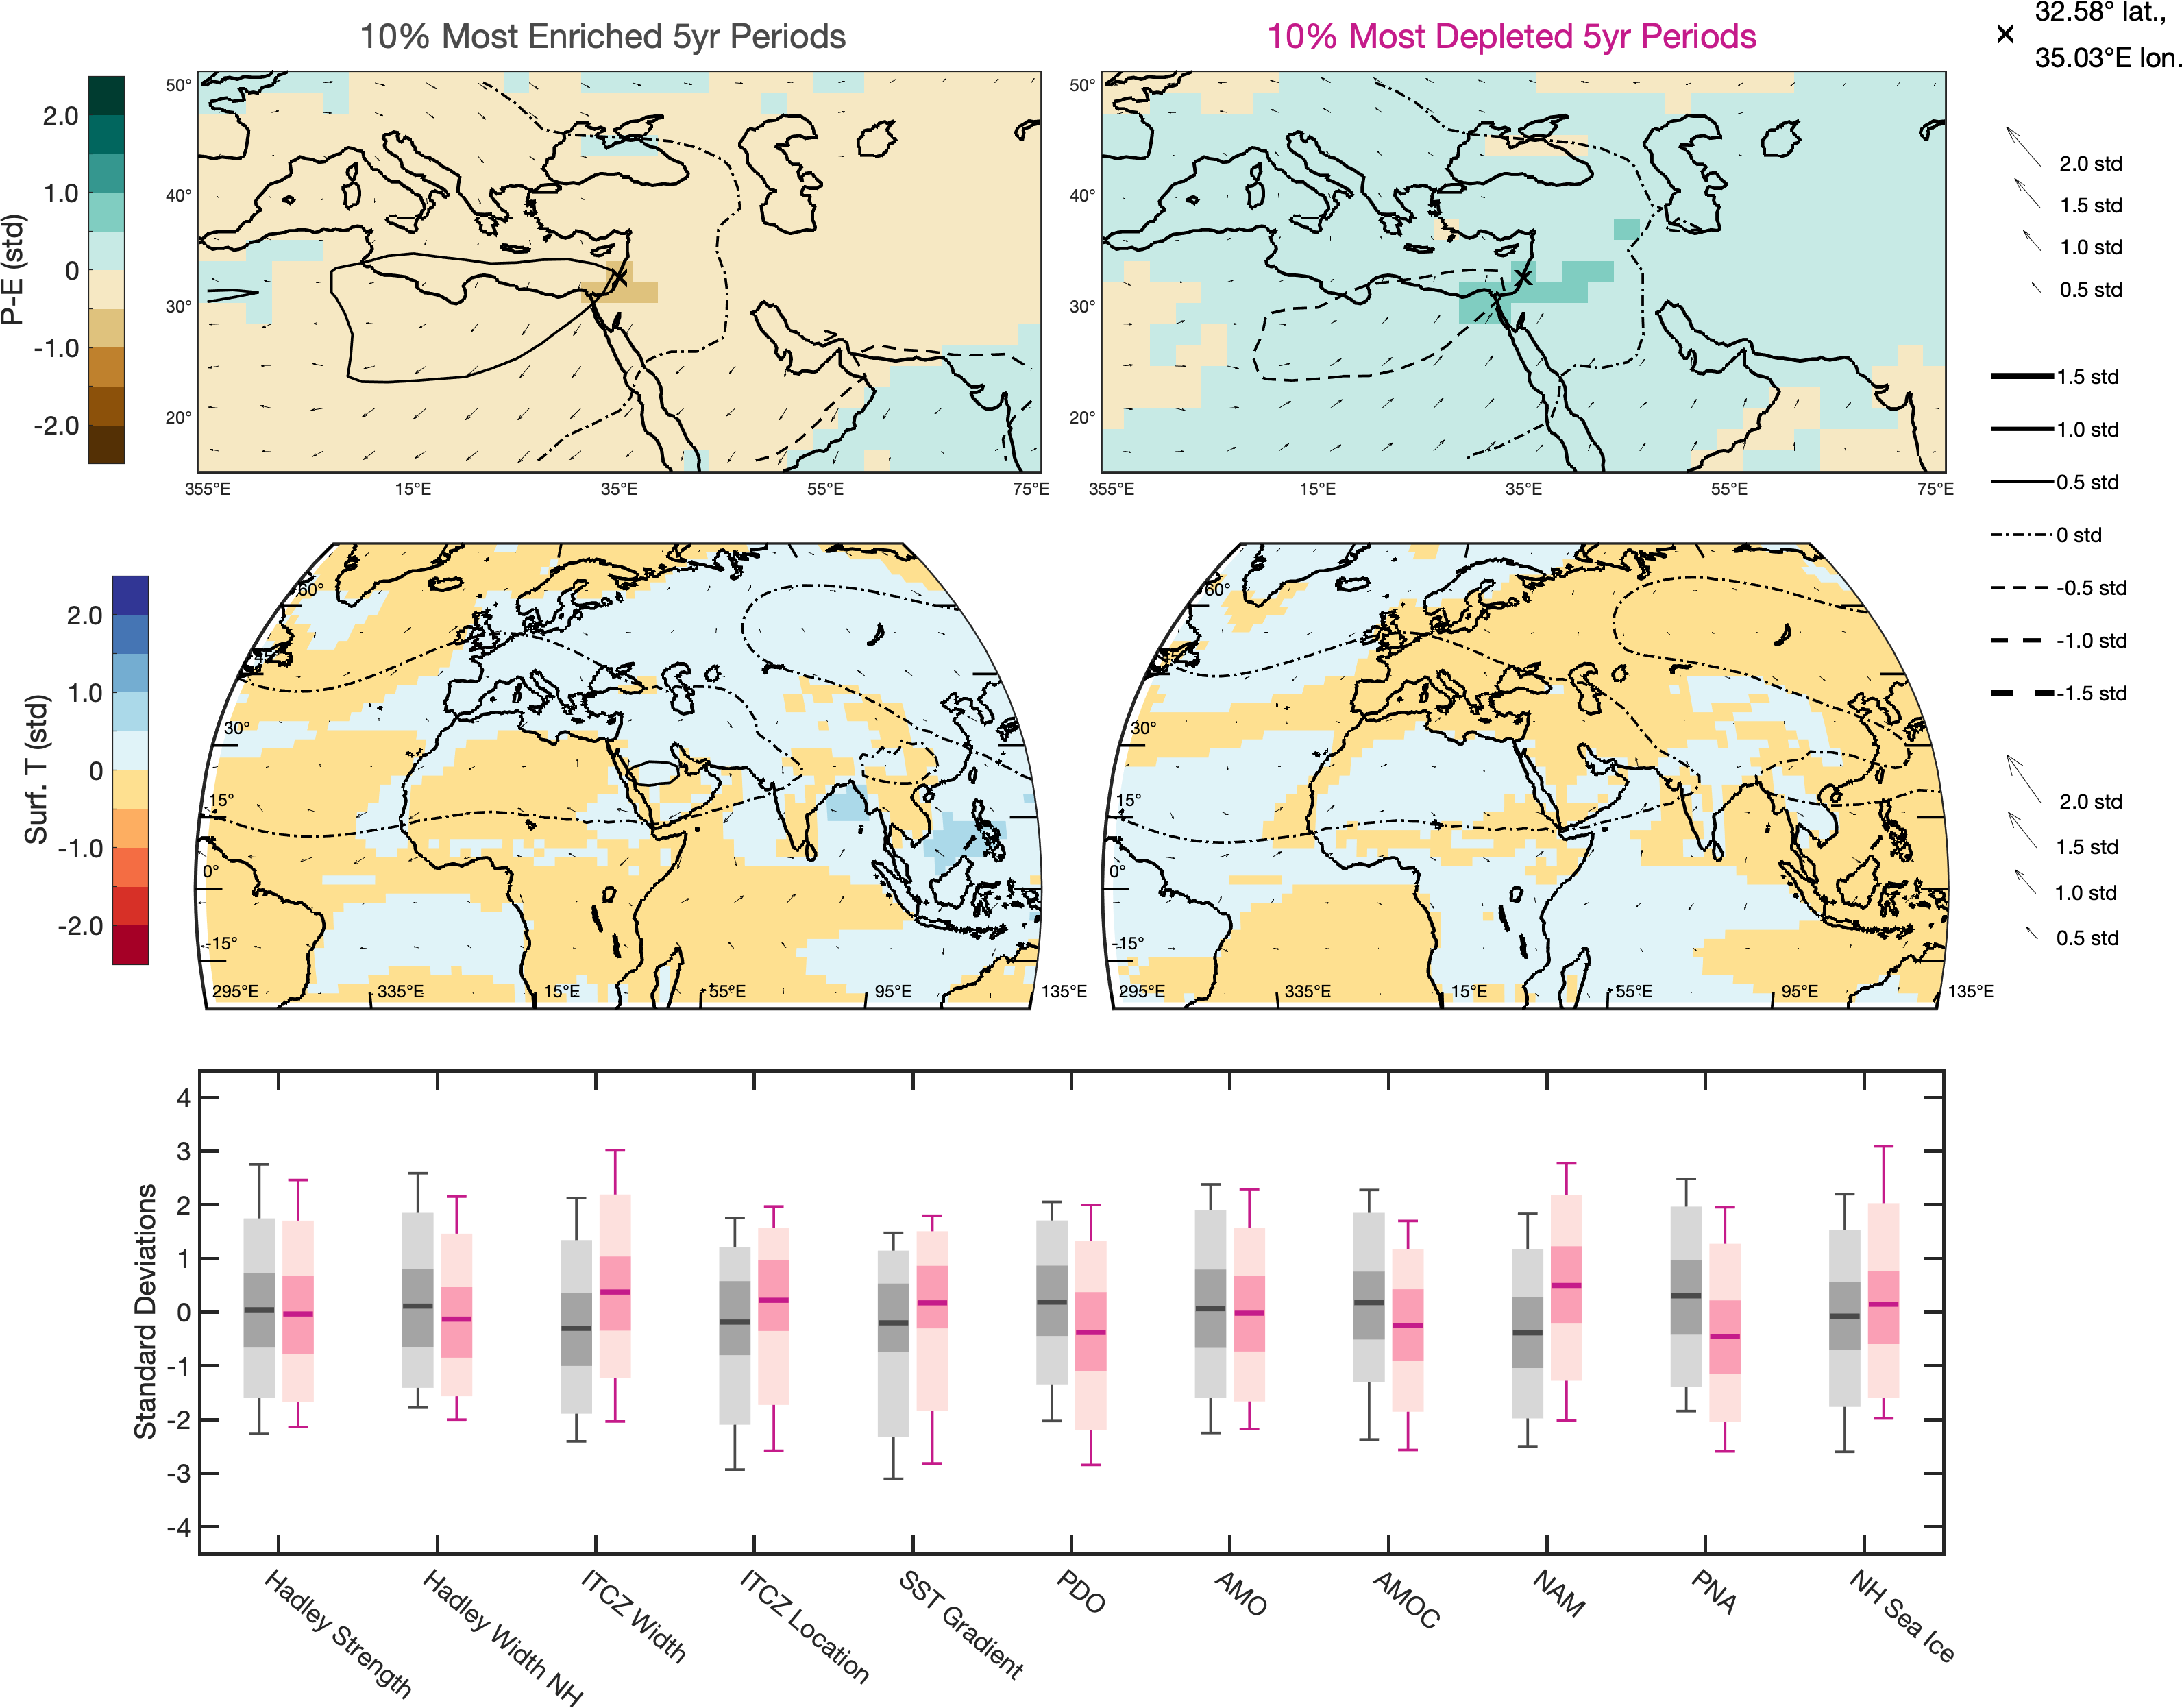 10% Most Enriched 5yr Periods
10% Most Depleted 5yr Periods
32.58° lat.,
35.03°E lon.
P-E (std)
2.0
1.0
0
-1.0
-2.0
50°
40°
30°
20°
355°E 15°E 35°E 55°E 75°E
50°
40°
30°
20°
355°E 15°E 35°E 55°E 75°E
2.0 std
1.5 std
1.0 std
0.5 std
1.5 std
1.0 std
0.5 std
0 std
-0.5 std
-1.0 std
-1.5 std
Surf. T (std)
2.0
1.0
0
-1.0
-2.0
60°
30°
15°
0°
-15°
295°E 335°E 15°E 55°E 95°E 135°E
60°
30°
15°
0°
-15°
295°E 335°E 15°E 55°E 95°E 135°E
2.0 std
1.5 std
1.0 std
0.5 std
Standard Deviations
4
3
2
1
0
-1
-2
-3
-4
Hadley Strength
Hadley Width NH
ITCZ Width
ITCZ Location
SST Gradient
PDO
AMO
AMOC
NAM
PNA
NH Sea Ice